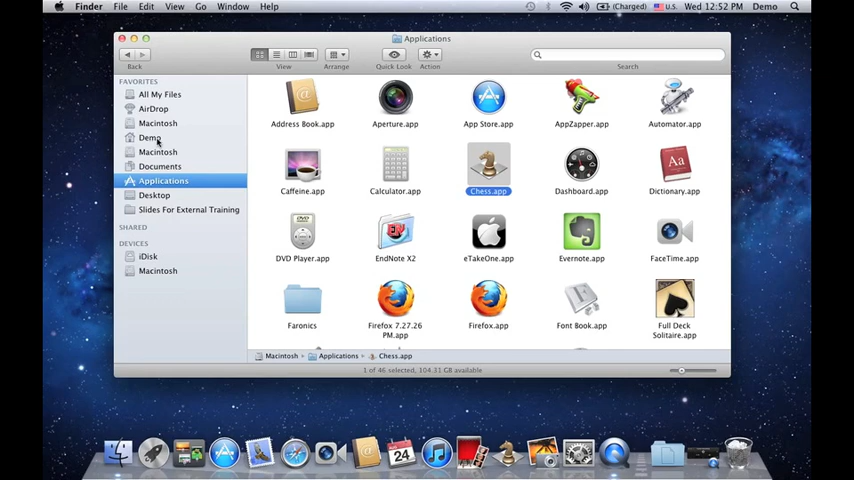 Finder File Edit View Go Window Help (Charged) U.S. Wed 12:52 PM Demo
Applications
Back View Arrange Quick Look Action Search
FAVORITES
All My Files
AirDrop
Macintosh
Demo
Macintosh
Documents
Applications
Desktop
Slides For External Training
SHARED
DEVICES
iDisk
Macintosh
Address Book.app Aperture.app App Store.app AppZapper.app Automator.app
Caffeine.app Calculator.app Chess.app Dashboard.app Dictionary.app
DVD Player.app EndNote X2 eTakeOne.app Evernote.app FaceTime.app
Faronics Firefox 7.27.26 Firefox.app Font Book.app Full Deck
PM.app Solitaire.app
Macintosh Applications Chess.app
1 of 46 selected, 104.31 GB available
24